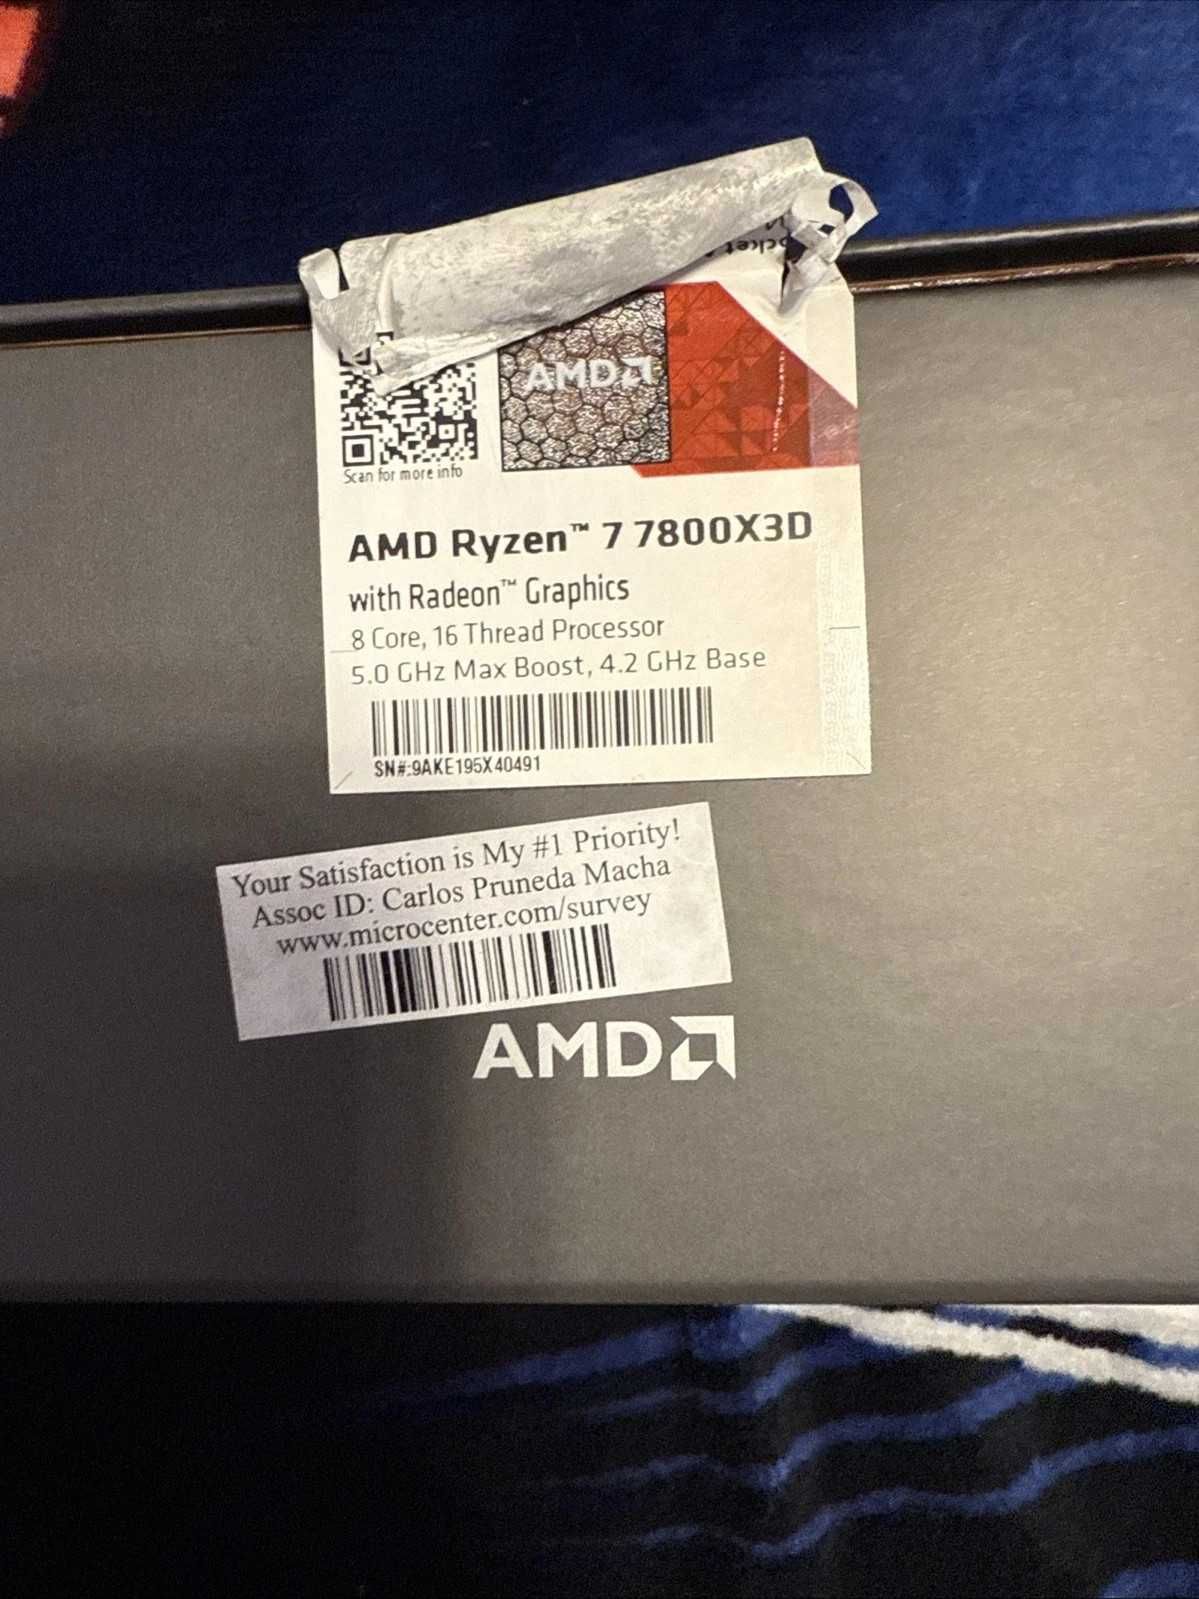 ocket
AMD
Scan for more info
AMD Ryzen™ 7 7800X3D
with Radeon™ Graphics
8 Core, 16 Thread Processor
5.0 GHz Max Boost, 4.2 GHz Base
SN#:9AKE195X40491
Your Satisfaction is My #1 Priority!
Assoc ID: Carlos Pruneda Macha
www.microcenter.com/survey
AMD